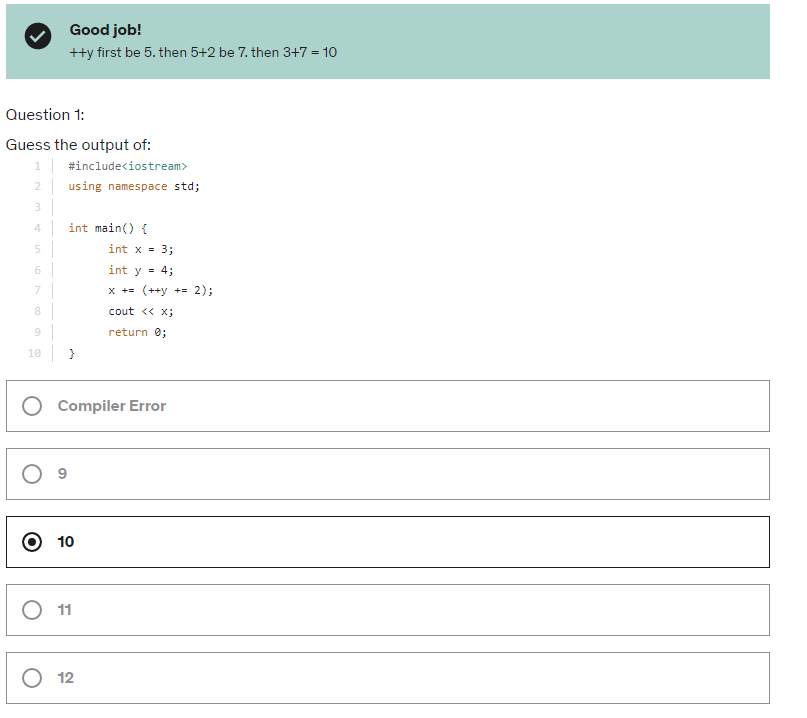 Good job!
++y first be 5. then 5+2 be 7. then 3+7 = 10
Question 1:
Guess the output of:
1 #include<iostream>
2 using namespace std;
3
4 int main() {
5 int x = 3;
6 int y = 4;
7 x += (++y += 2);
8 cout << x;
9 return 0;
10 }
Compiler Error
9
10
11
12